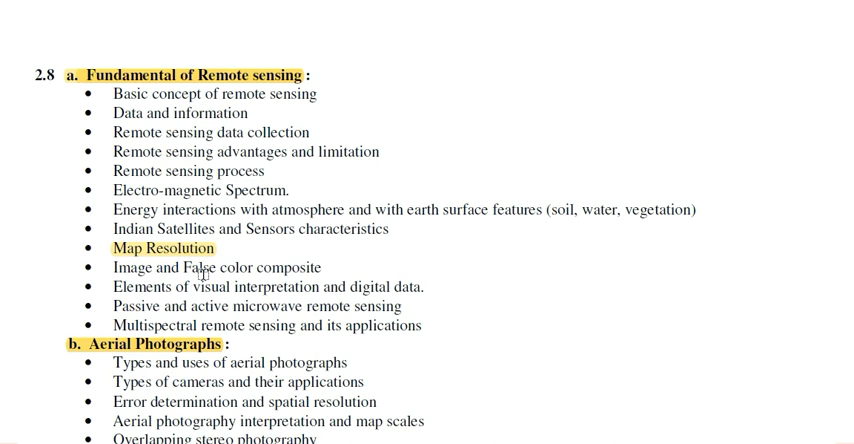 2.8 a. Fundamental of Remote sensing :
• Basic concept of remote sensing
• Data and information
• Remote sensing data collection
• Remote sensing advantages and limitation
• Remote sensing process
• Electro-magnetic Spectrum.
• Energy interactions with atmosphere and with earth surface features (soil, water, vegetation)
• Indian Satellites and Sensors characteristics
• Map Resolution
• Image and False color composite
• Elements of visual interpretation and digital data.
• Passive and active microwave remote sensing
• Multispectral remote sensing and its applications
b. Aerial Photographs :
• Types and uses of aerial photographs
• Types of cameras and their applications
• Error determination and spatial resolution
• Aerial photography interpretation and map scales
• Overlapping stereo photography